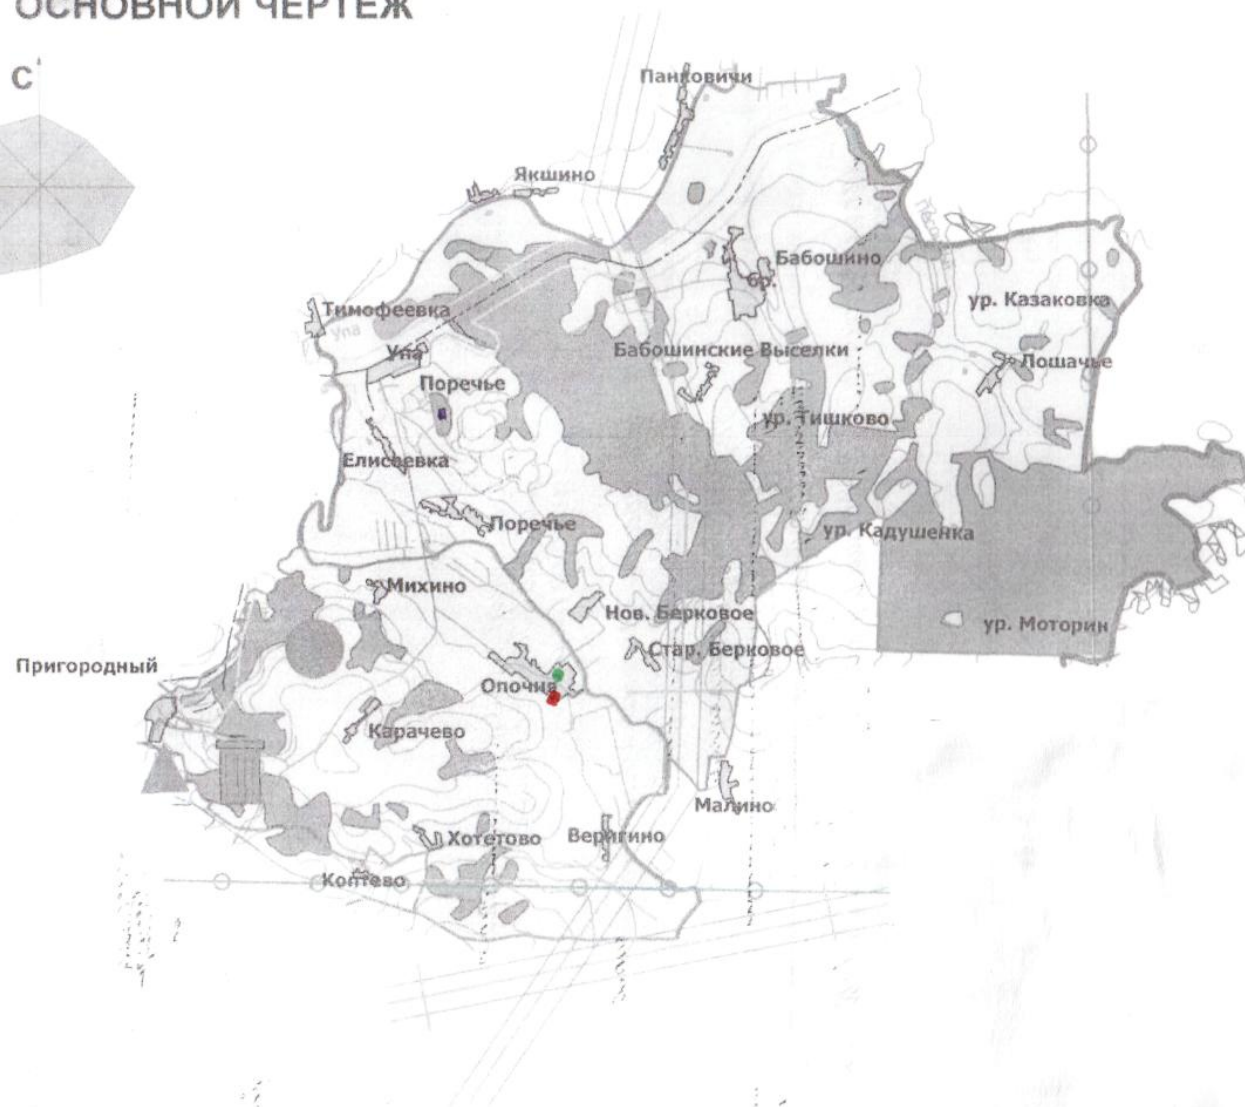 ОСНОВНОЙ ЧЕРТЕЖ
С
Панковичи
Якшино
Бабошино
бр.
ур. Казаковка
Тимофеевка
Упа
Упа
Бабошинские Выселки
Лошачье
Поречье
ур. Тишково
Елисеевка
Поречье
ур. Кадушенка
Михино
Нов. Берковое
ур. Моторин
Стар. Берковое
Пригородный
Опочня
Карачево
Малино
Хотетово
Веригино
Коптево